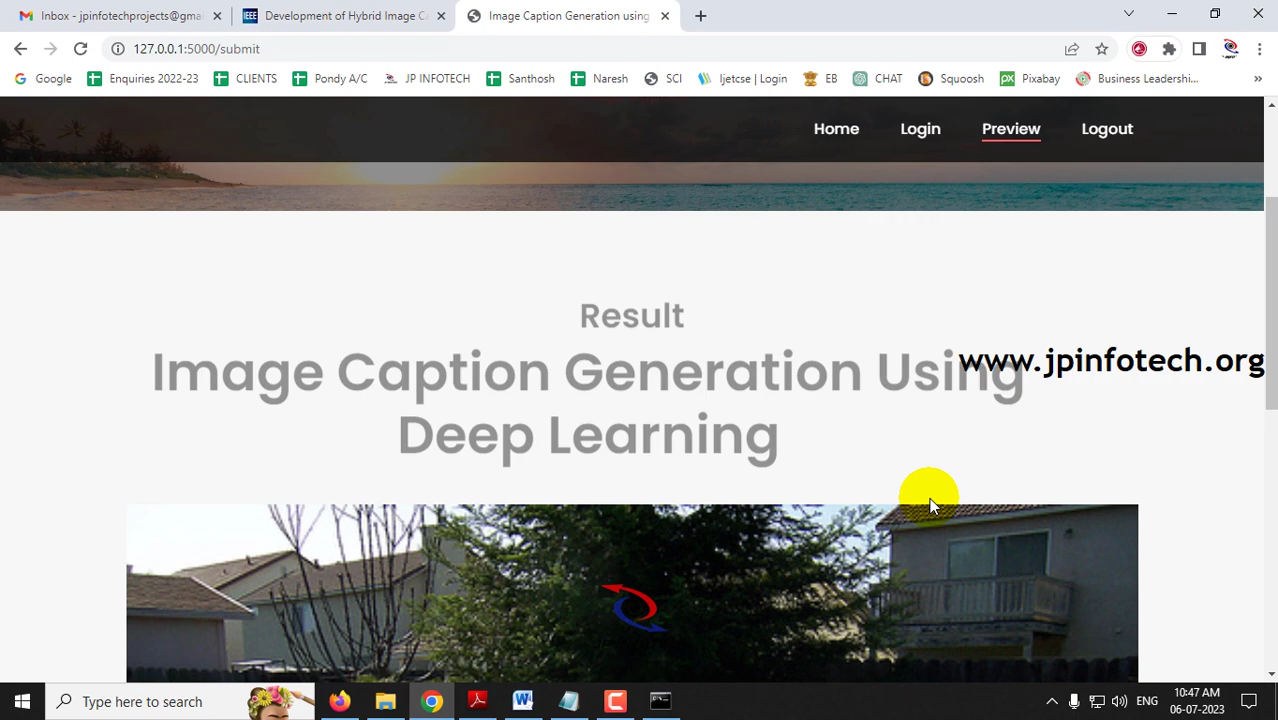 Inbox - jpinfotechprojects@gma
Development of Hybrid Image Ca
Image Caption Generation using
127.0.0.1:5000/submit
Google
Enquiries 2022-23
CLIENTS
Pondy A/C
JP INFOTECH
Santhosh
Naresh
SCI
Ijetcse | Login
EB
CHAT
Squoosh
Pixabay
Business Leadershi...
Home
Login
Preview
Logout
Result
Image Caption Generation Using
Deep Learning
www.jpinfotech.org
Type here to search
ENG
10:47 AM
06-07-2023